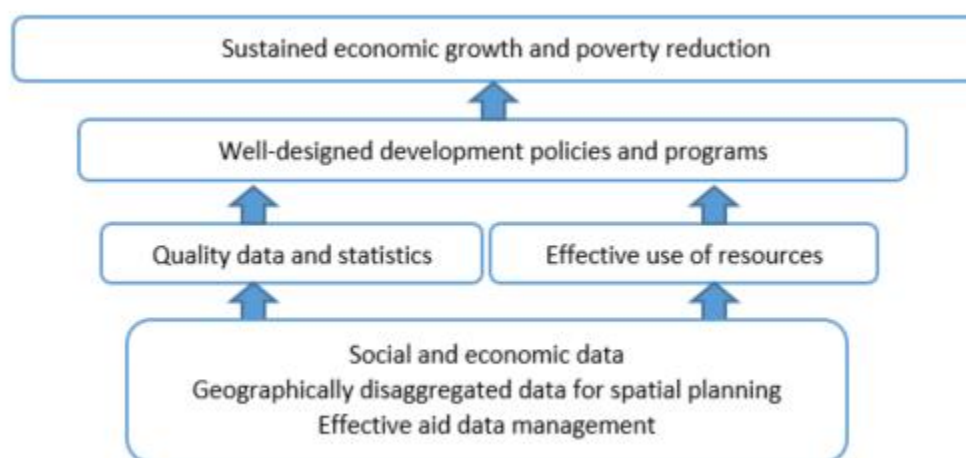 Sustained economic growth and poverty reduction
Well-designed development policies and programs
Quality data and statistics
Effective use of resources
Social and economic data
Geographically disaggregated data for spatial planning
Effective aid data management